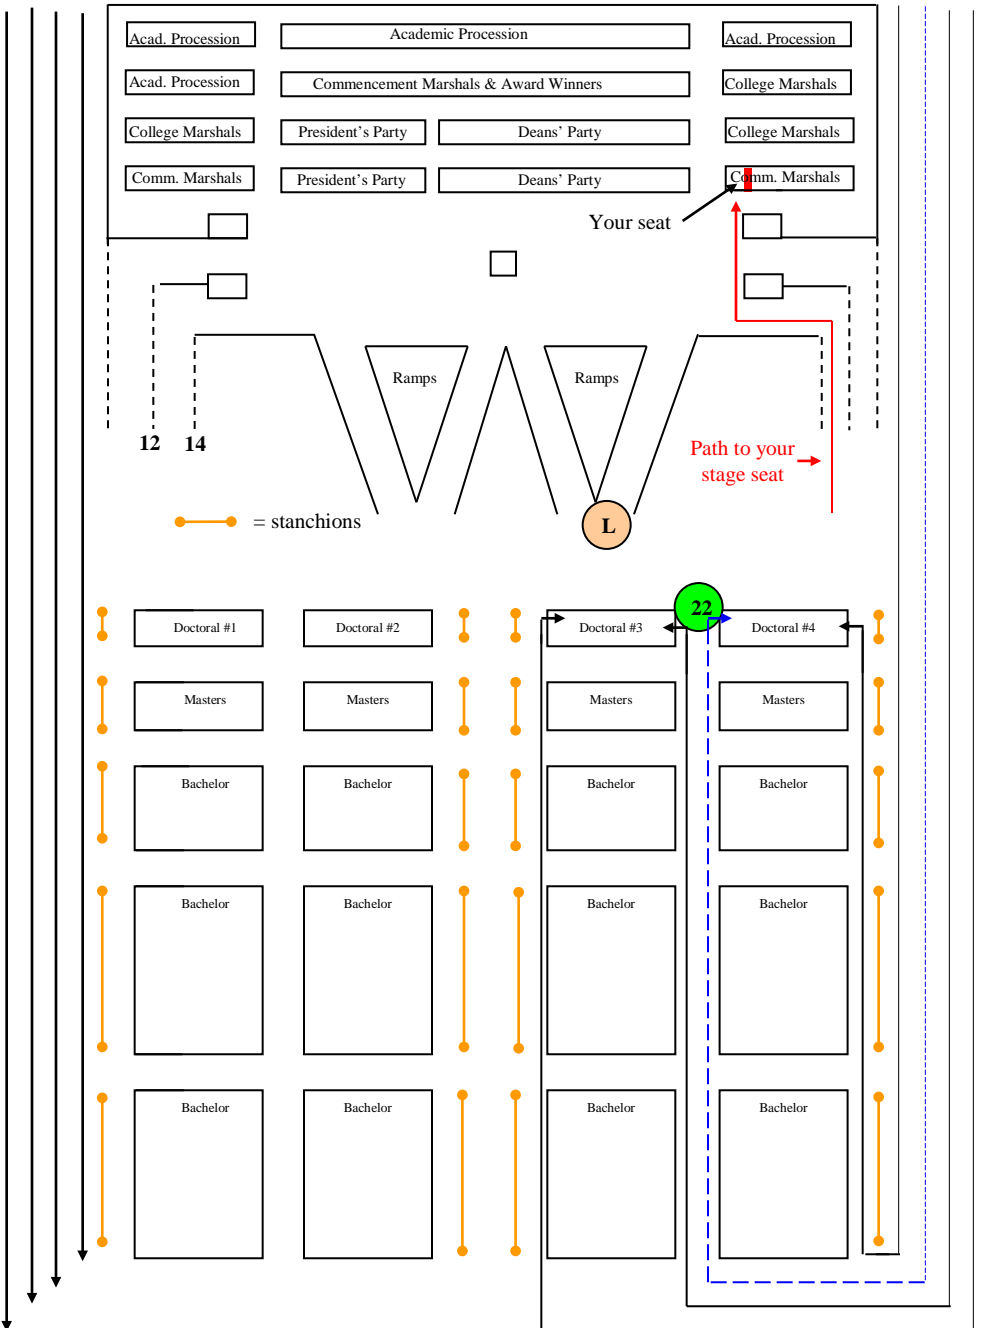 Acad. Procession Academic Procession Acad. Procession
Acad. Procession Commencement Marshals & Award Winners College Marshals
College Marshals President's Party Deans' Party College Marshals
Comm. Marshals President's Party Deans' Party Comm. Marshals
Your seat
Ramps Ramps
12 14
Path to your
stage seat
= stanchions
L
22
Doctoral #1 Doctoral #2 Doctoral #3 Doctoral #4
Masters Masters Masters Masters
Bachelor Bachelor Bachelor Bachelor
Bachelor Bachelor Bachelor Bachelor
Bachelor Bachelor Bachelor Bachelor